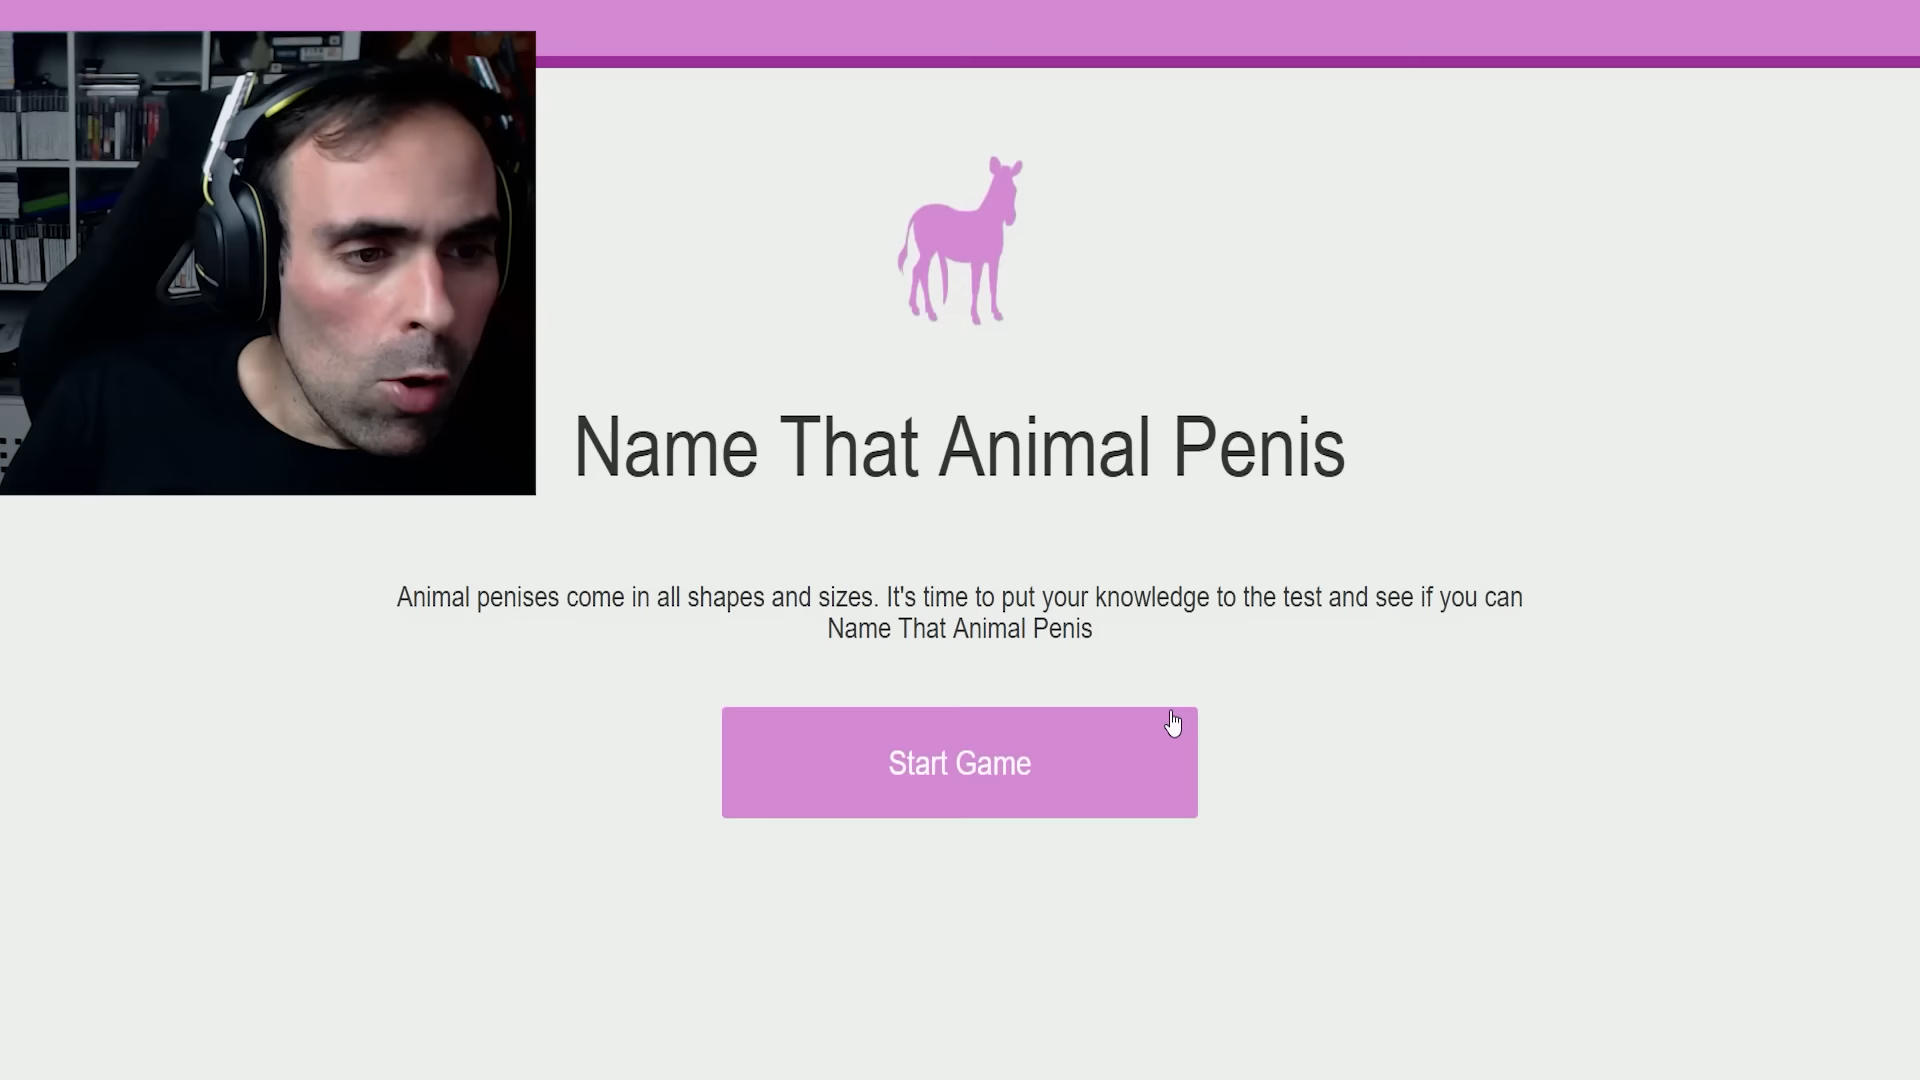 Name That Animal Penis
Animal penises come in all shapes and sizes. It's time to put your knowledge to the test and see if you can
Name That Animal Penis
Start Game